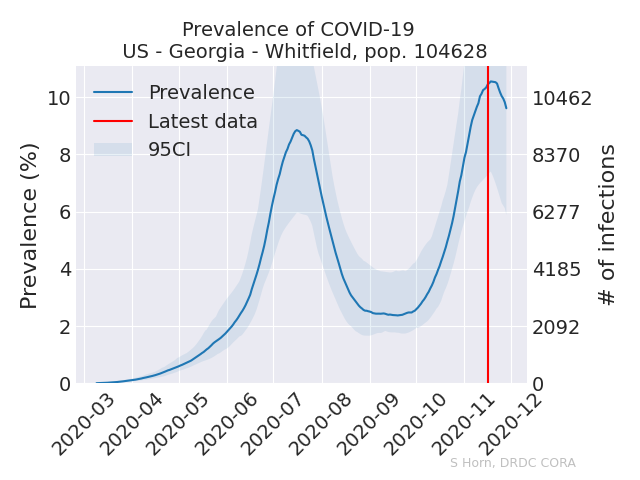 Prevalence of COVID-19
US - Georgia - Whitfield, pop. 104628
Prevalence
Latest data
95CI
Prevalence (%)
10
8
6
4
2
0
10462
8370
6277
4185
2092
0
# of infections
2020-03
2020-04
2020-05
2020-06
2020-07
2020-08
2020-09
2020-10
2020-11
2020-12
S Horn, DRDC CORA